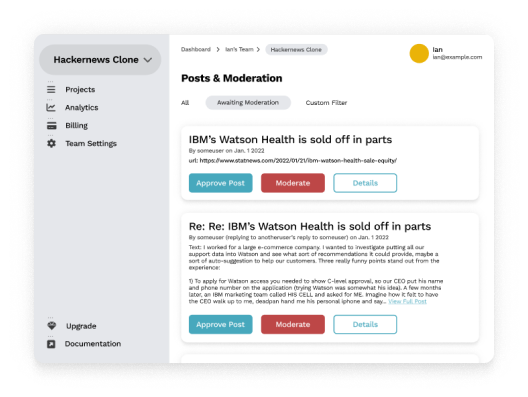 Hackernews Clone
Projects
Analytics
Billing
Team Settings
Upgrade
Documentation
Dashboard > Ian's Team > Hackernews Clone
Ian
ian@example.com
Posts & Moderation
All Awaiting Moderation Custom Filter
IBM's Watson Health is sold off in parts
By someuser on Jan. 1 2022
url: https://www.statnews.com/2022/01/21/ibm-watson-health-sale-equity/
Approve Post Moderate Details
Re: Re: IBM's Watson Health is sold off in parts
By someuser (replying to anotheruser's reply to someuser) on Jan. 1 2022
Text: I worked for a large e-commerce company. I wanted to investigate putting all our
support data into Watson and see what sort of recommendations it could provide, maybe a
sort of auto-suggestion to help our customers. Three really funny points stand out from the
experience:
1) To apply for Watson access you needed to show C-level approval, so our CEO put his name
and phone number on the application (trying Watson was somewhat his idea). A few months
later, an IBM marketing team called HIS CELL, and asked for ME. Imagine how it felt to have
the CEO walk up to me, deadpan hand me his personal iphone and say... View Full Post
Approve Post Moderate Details